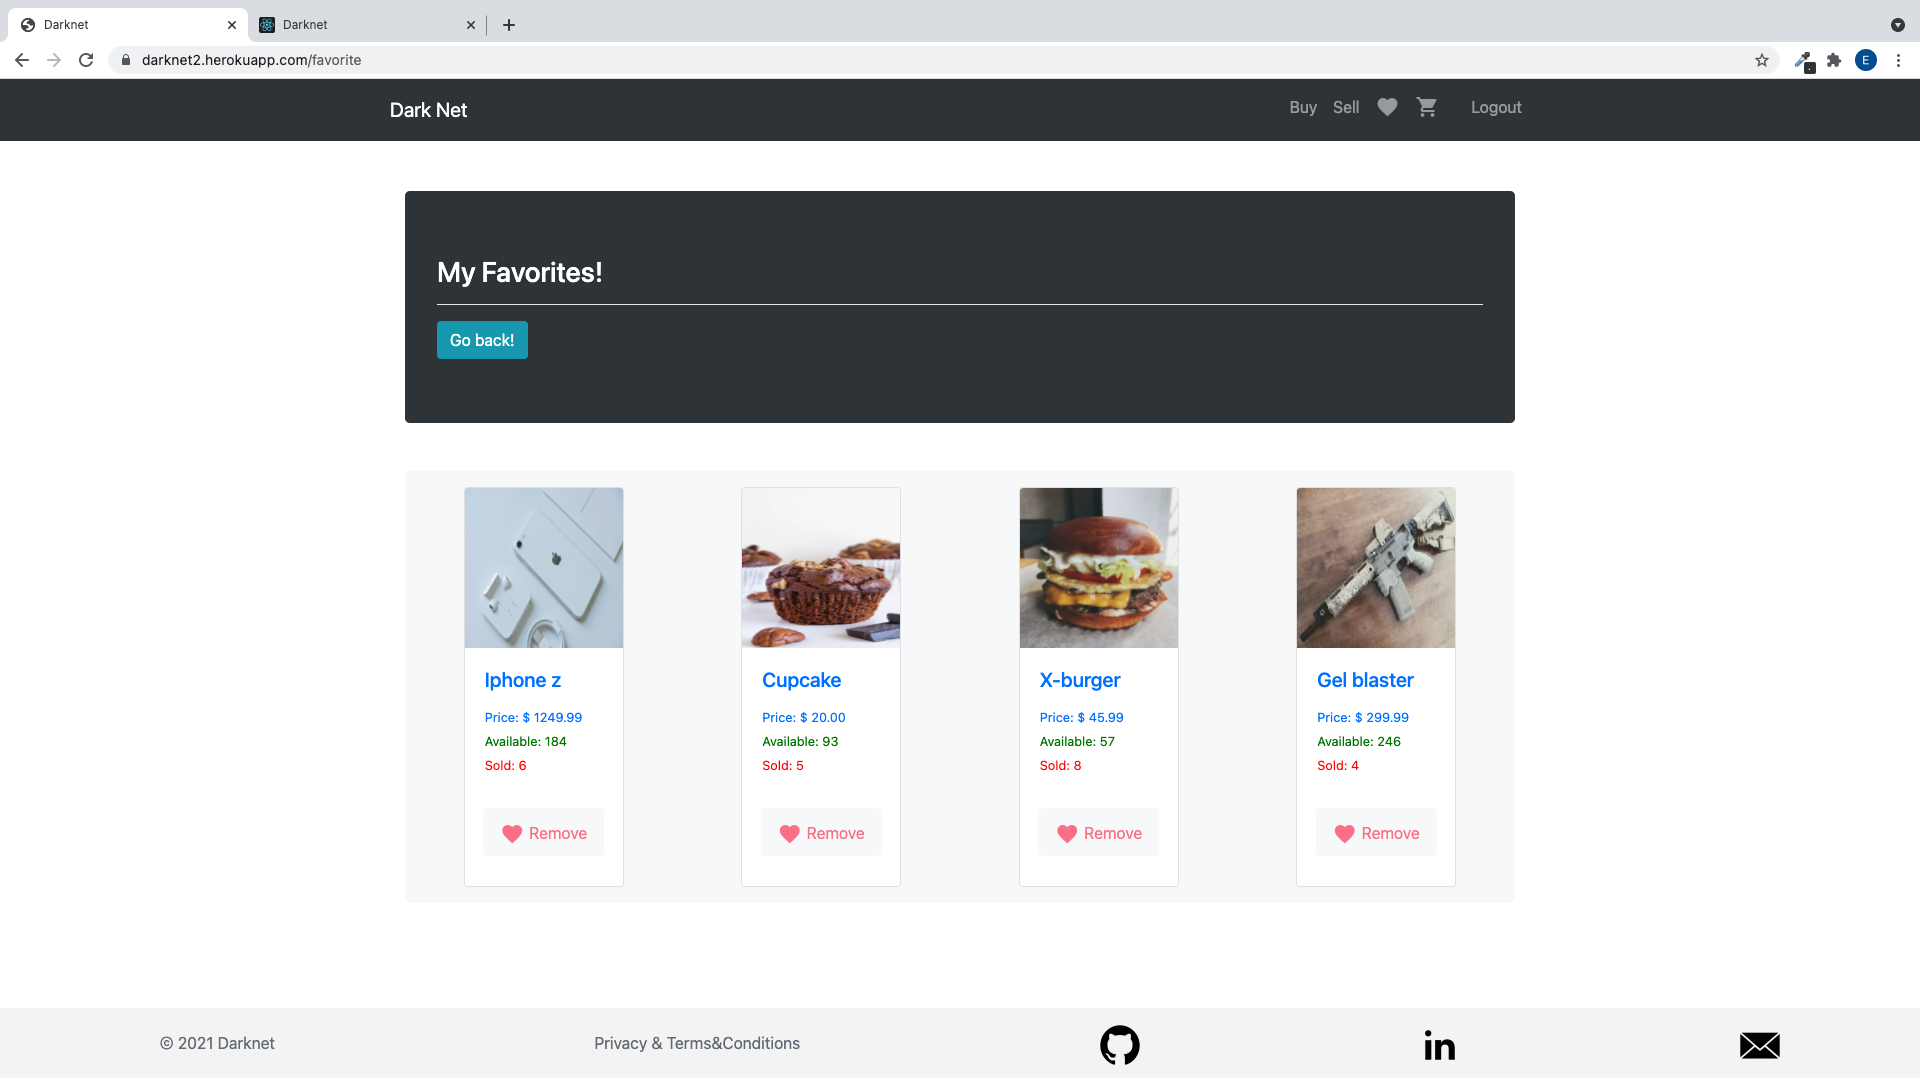 Darknet
Darknet
darknet2.herokuapp.com/favorite
E
Dark Net
Buy
Sell
Logout
My Favorites!
Go back!
Iphone z
Price: $ 1249.99
Available: 184
Sold: 6
Remove
Cupcake
Price: $ 20.00
Available: 93
Sold: 5
Remove
X-burger
Price: $ 45.99
Available: 57
Sold: 8
Remove
Gel blaster
Price: $ 299.99
Available: 246
Sold: 4
Remove
© 2021 Darknet
Privacy & Terms&Conditions
in